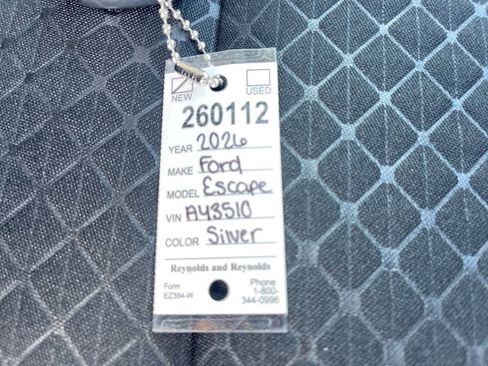 NEW USED
260112
YEAR 2026
MAKE Ford
MODEL Escape
VIN A43510
COLOR Silver
Reynolds and Reynolds
Form
EZ384-W
Phone
1-800-
344-0996